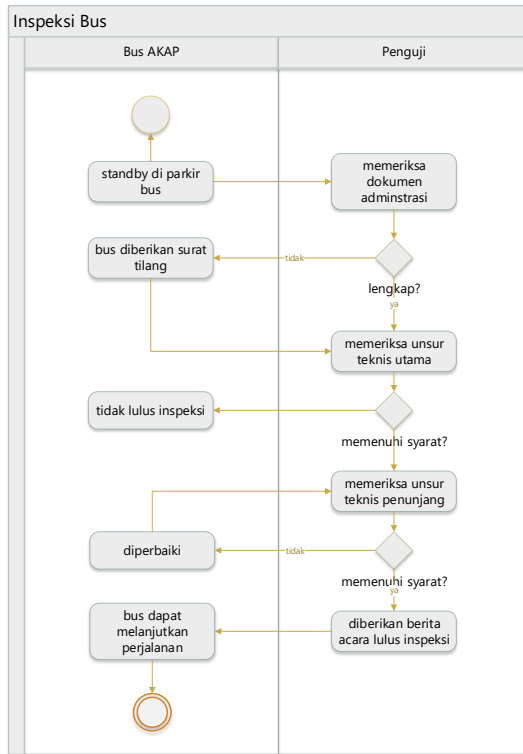 Inspeksi Bus
Bus AKAP
Penguji
standby di parkir
bus
memeriksa
dokumen
adminstrasi
bus diberikan surat
tilang
tidak
lengkap?
ya
memeriksa unsur
teknis utama
tidak lulus inspeksi
memenuhi syarat?
memeriksa unsur
teknis penunjang
diperbaiki
tidak
memenuhi syarat?
ya
bus dapat
melanjutkan
perjalanan
diberikan berita
acara lulus inspeksi